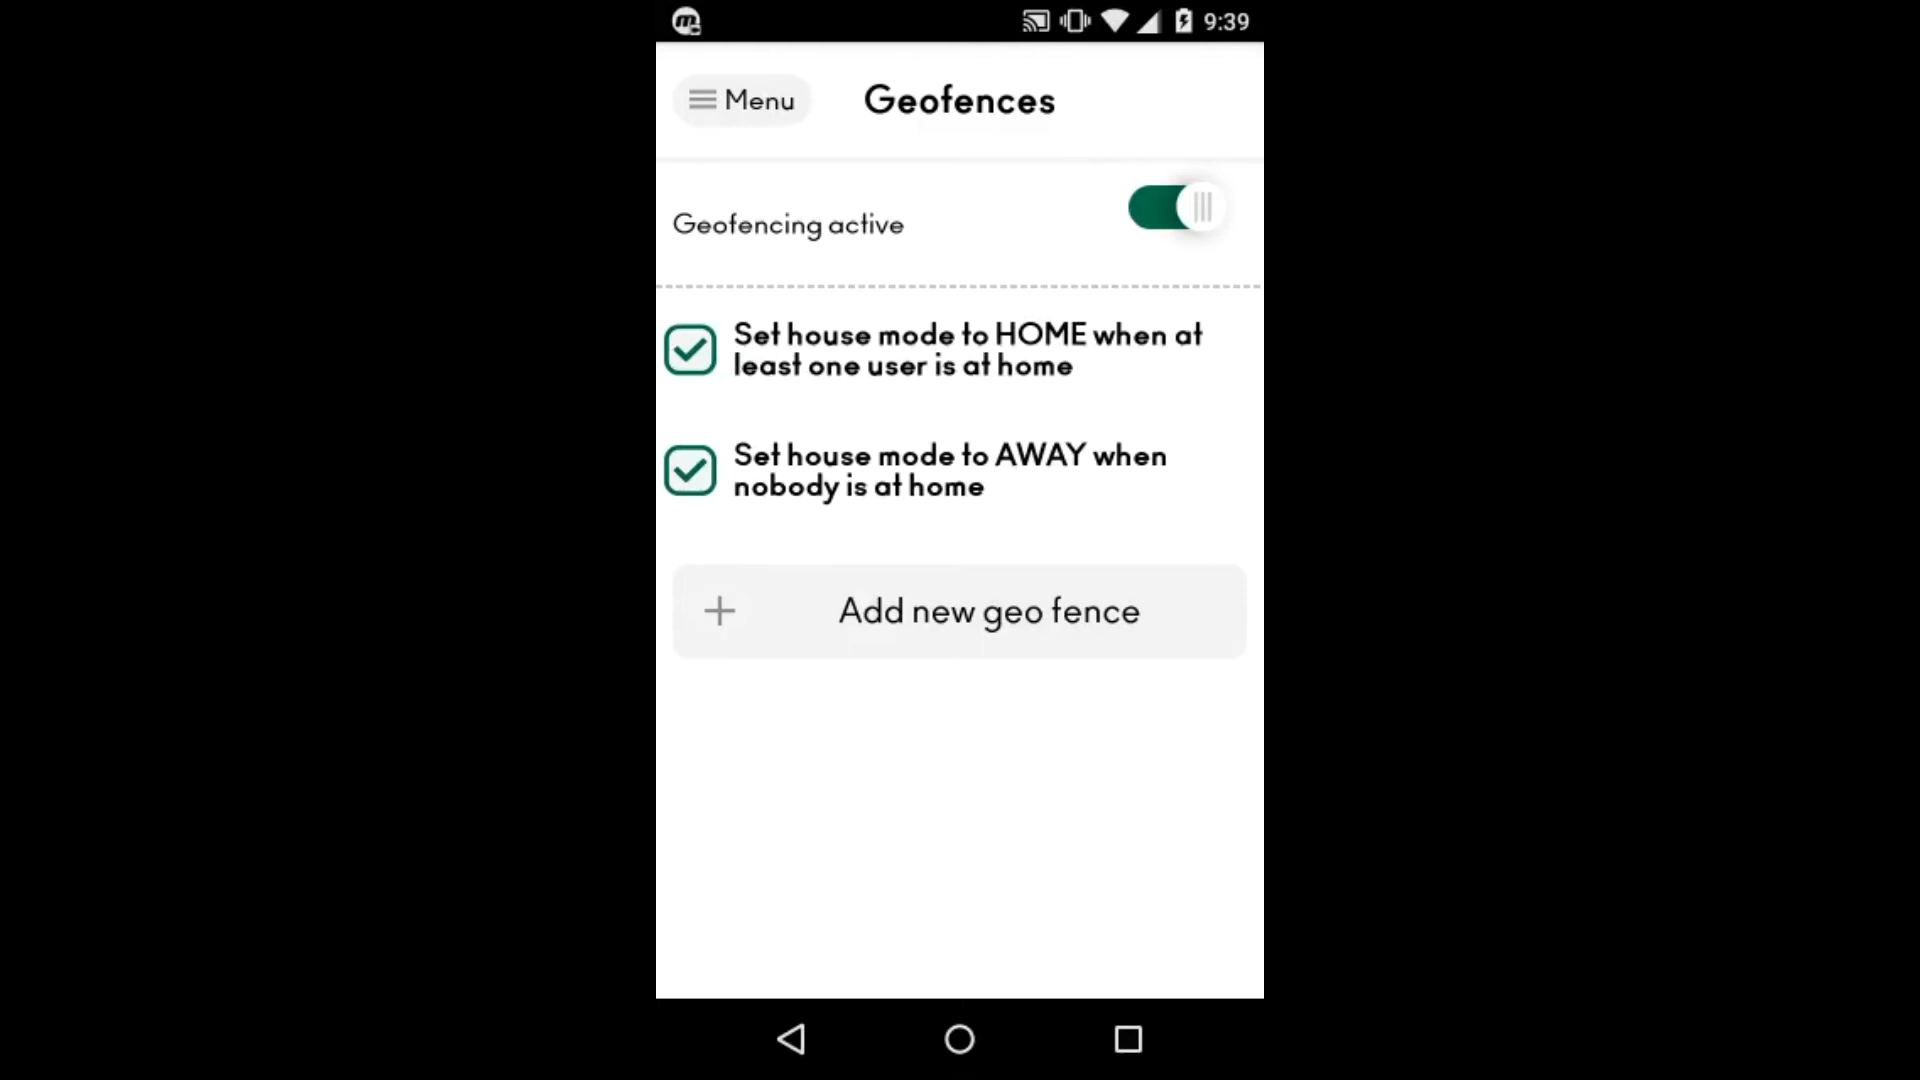 9:39
Menu
Geofences
Geofencing active
Set house mode to HOME when at
least one user is at home
Set house mode to AWAY when
nobody is at home
Add new geo fence